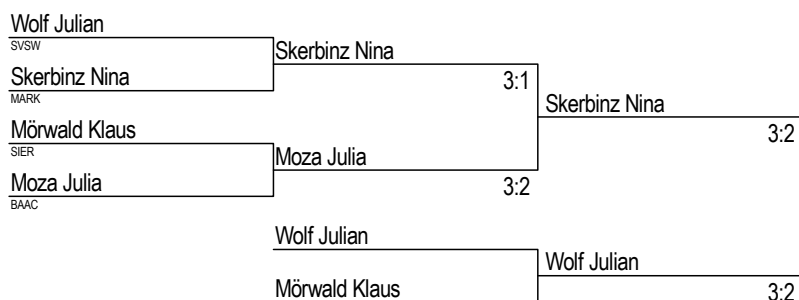 Wolf Julian
SVSW
Skerbinz Nina
Skerbinz Nina
3:1
MARK
Skerbinz Nina
3:2
Mörwald Klaus
SIER
Moza Julia
Moza Julia
3:2
BAAC
Wolf Julian
Wolf Julian
3:2
Mörwald Klaus